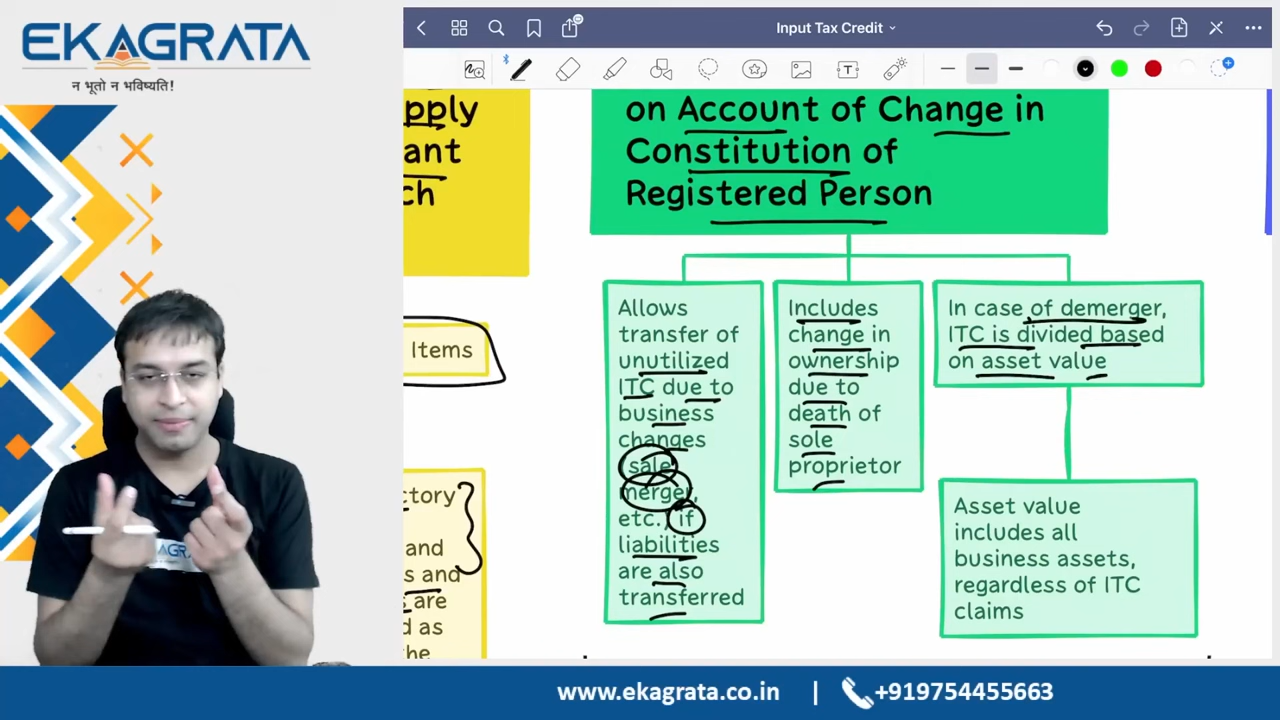 EKAGRATA
न भूतो न भविष्यति!
Input Tax Credit
T
pply
ant
ch
Items
ctory
and
s and
s are
d as
the
on Account of Change in
Constitution of
Registered Person
Allows
transfer of
unutilized
ITC due to
business
changes
(sale,
merger,
etc.) if
liabilities
are also
transferred
Includes
change in
ownership
due to
death of
sole
proprietor
In case of demerger,
ITC is divided based
on asset value
Asset value
includes all
business assets,
regardless of ITC
claims
EKAGRATA
www.ekagrata.co.in | +919754455663